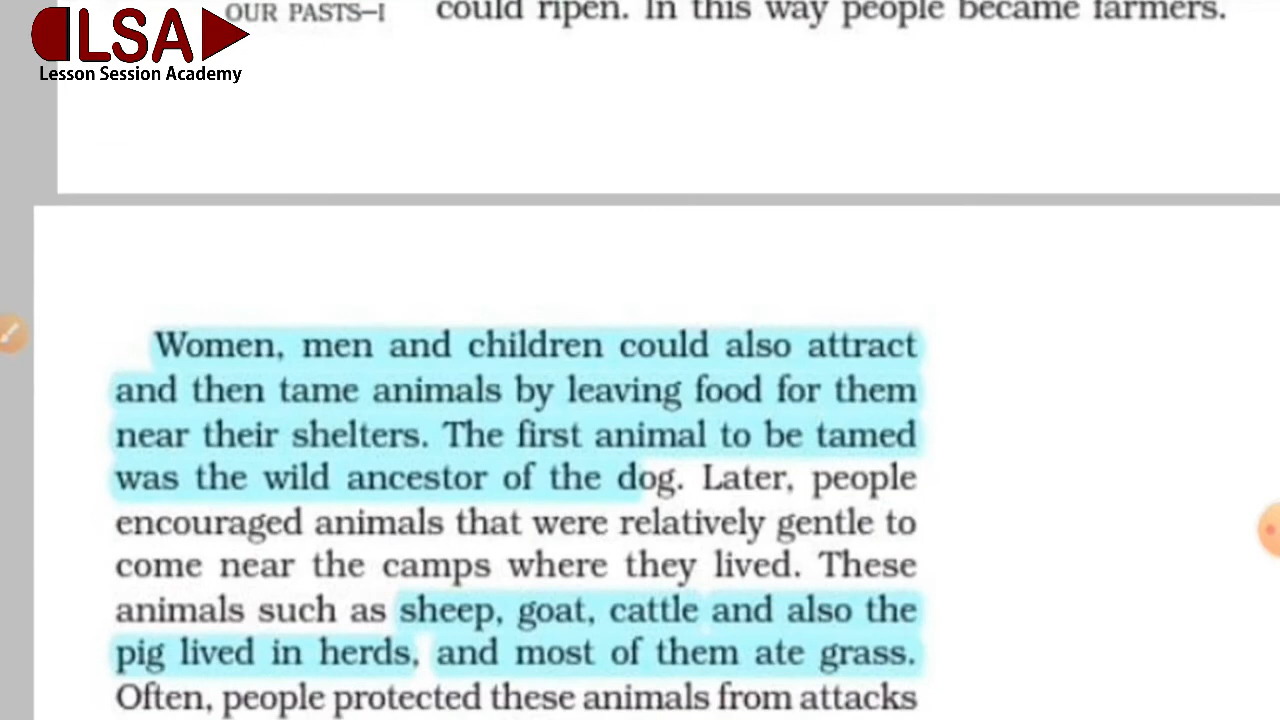 LSA
Lesson Session Academy
OUR PASTS–I
could ripen. In this way people became farmers.
Women, men and children could also attract
and then tame animals by leaving food for them
near their shelters. The first animal to be tamed
was the wild ancestor of the dog. Later, people
encouraged animals that were relatively gentle to
come near the camps where they lived. These
animals such as sheep, goat, cattle and also the
pig lived in herds, and most of them ate grass.
Often, people protected these animals from attacks